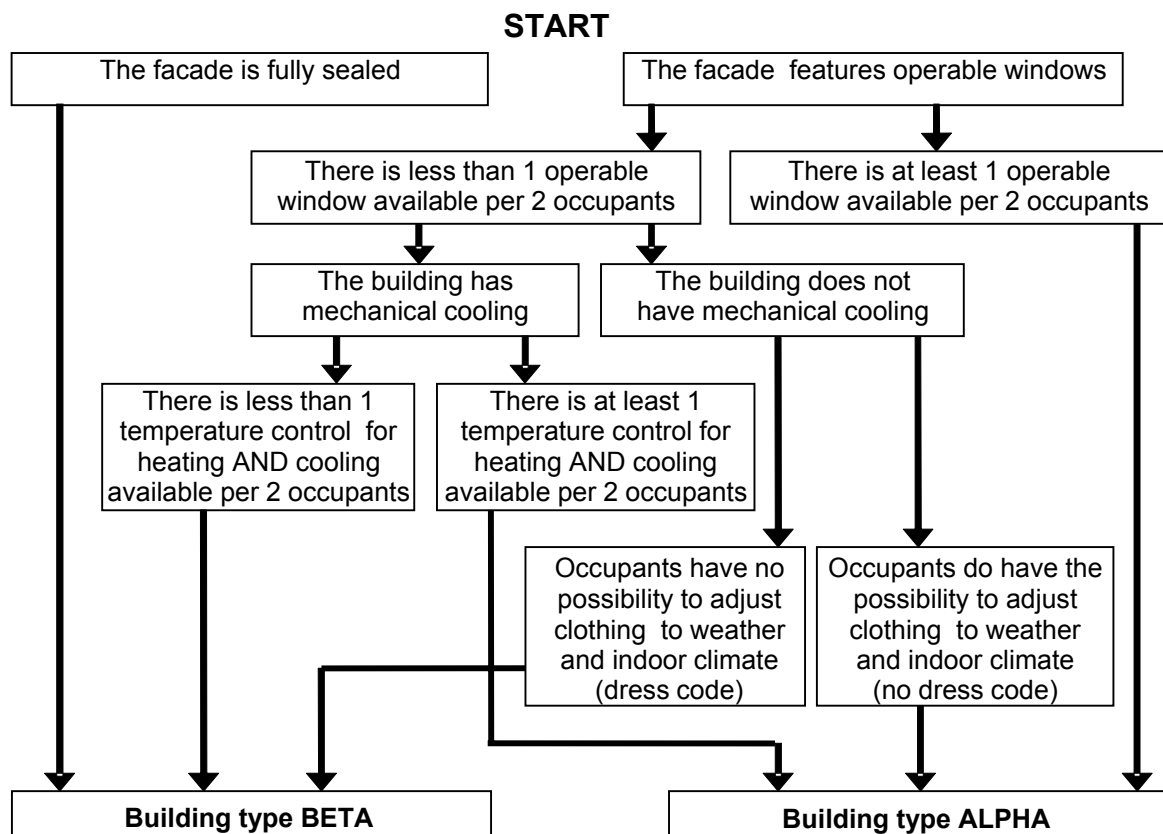 START
The facade is fully sealed
The facade features operable windows
There is less than 1 operable
window available per 2 occupants
There is at least 1 operable
window available per 2 occupants
The building has
mechanical cooling
The building does not
have mechanical cooling
There is less than 1
temperature control for
heating AND cooling
available per 2 occupants
There is at least 1
temperature control for
heating AND cooling
available per 2 occupants
Occupants have no
possibility to adjust
clothing to weather
and indoor climate
(dress code)
Occupants do have the
possibility to adjust
clothing to weather
and indoor climate
(no dress code)
Building type BETA
Building type ALPHA